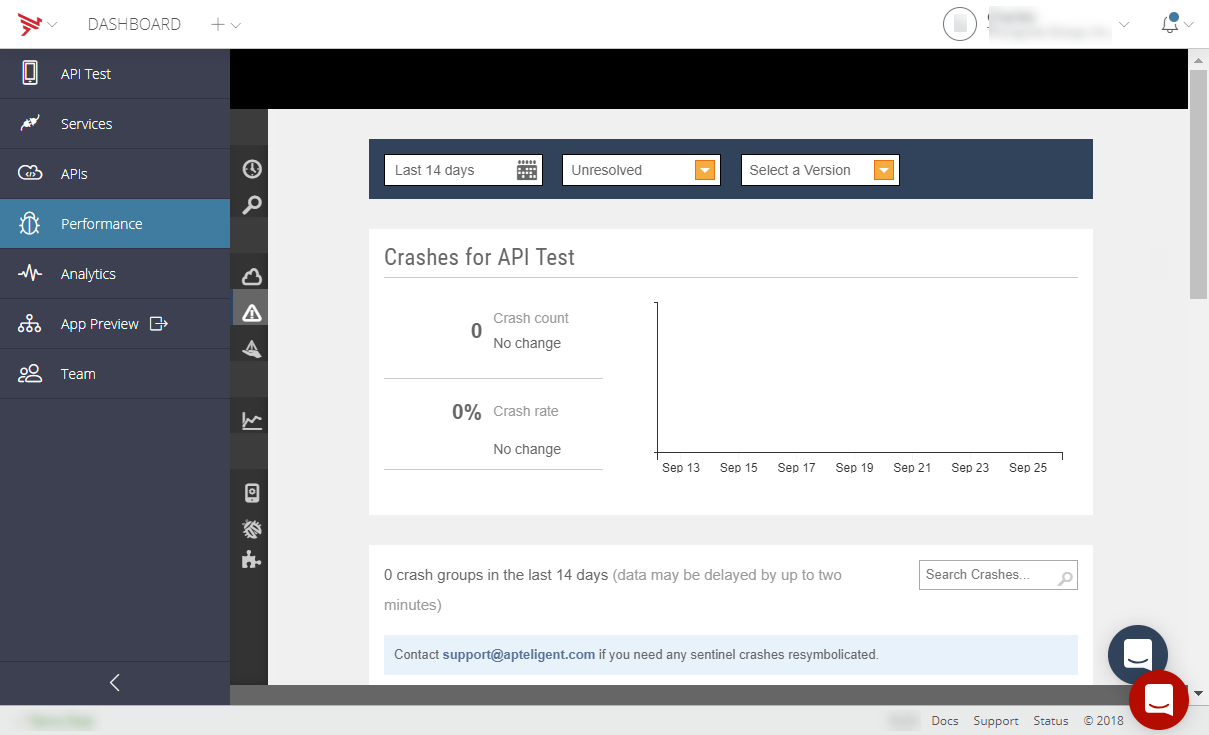 DASHBOARD
API Test
Services
APIs
Performance
Analytics
App Preview
Team
Last 14 days
Unresolved
Select a Version
Crashes for API Test
0
Crash count
No change
0%
Crash rate
No change
Sep 13 Sep 15 Sep 17 Sep 19 Sep 21 Sep 23 Sep 25
0 crash groups in the last 14 days (data may be delayed by up to two
minutes)
Search Crashes...
Contact support@apteligent.com if you need any sentinel crashes resymbolicated.
Docs Support Status © 2018